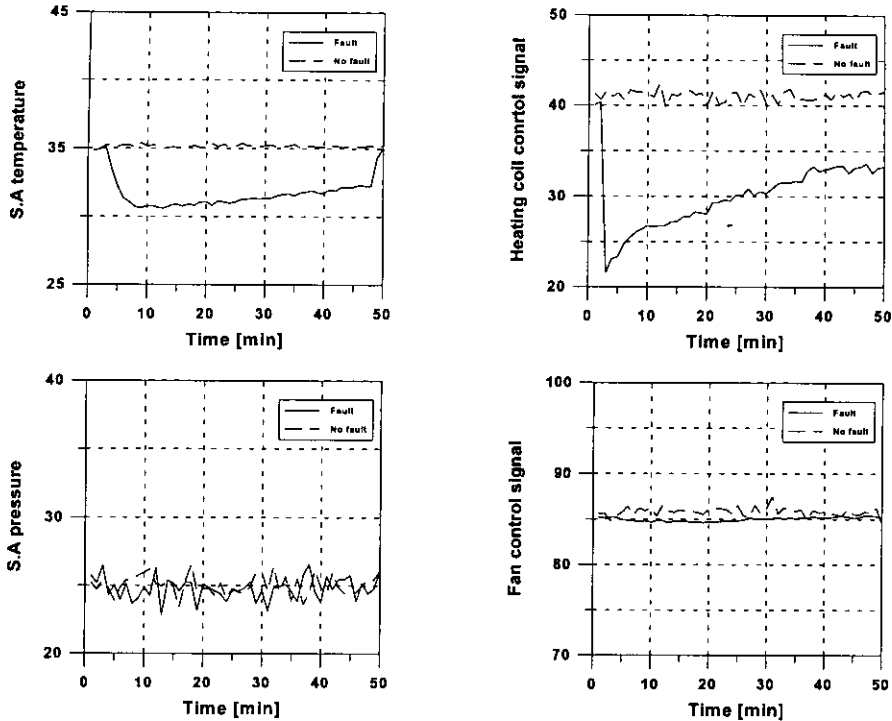 45
35
25
S.A temperature
Fault
No fault
0 10 20 30 40 50
Time [min]
50
40
30
20
Heating coil conrtol signal
Fault
No fault
0 10 20 30 40 50
Time [min]
40
30
20
S.A pressure
Fault
No fault
0 10 20 30 40 50
Time [min]
100
90
80
70
Fan control signal
Fault
No fault
0 10 20 30 40 50
Time [min]